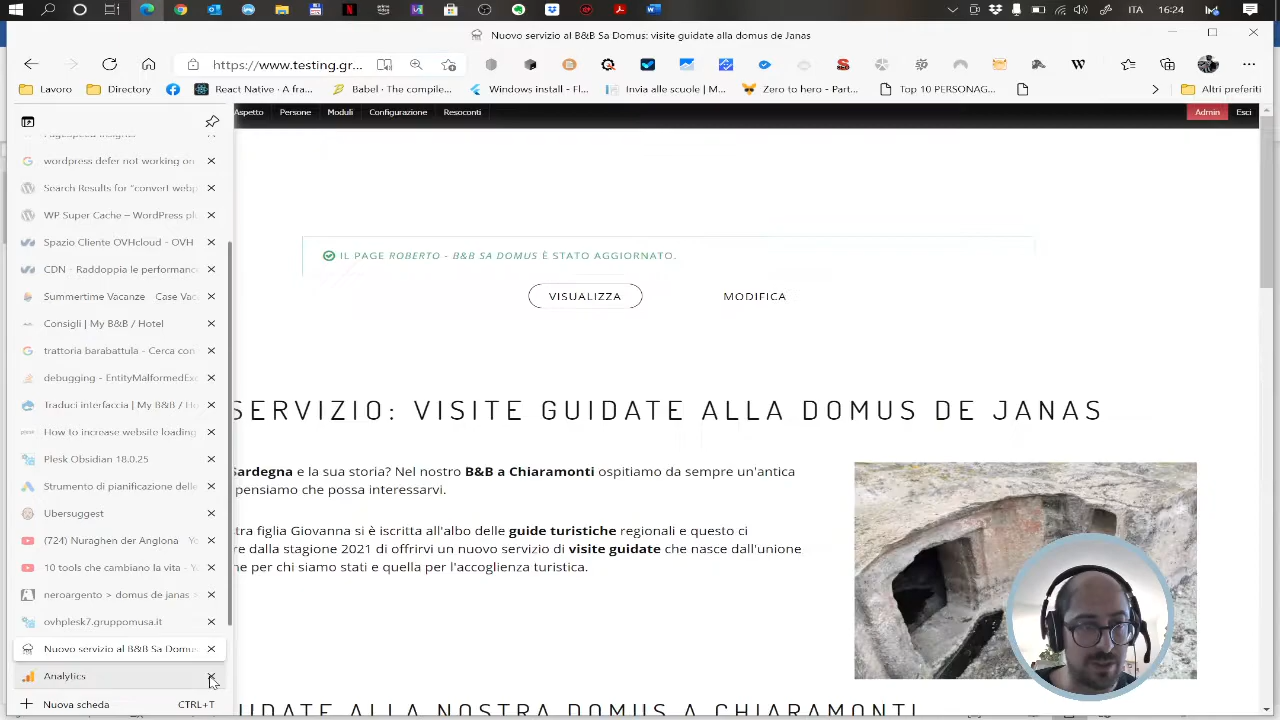 ITA 16:24
Nuovo servizio al B&B Sa Domus: visite guidate alla domus de Janas
https://www.testing.gr...
Lavoro Directory React Native · A fra... Babel · The compile... Windows install - Fl... Invia alle scuole | M... Zero to hero - Part... Top 10 PERSONAG... Altri preferiti
Aspetto Persone Moduli Configurazione Resoconti Admin Esci
PageSpeed Insights
wordpress defer not working on
Search Results for “convert webp
WP Super Cache – WordPress plu
Spazio Cliente OVHcloud - OVH
CDN - Raddoppia le performanc
Summertime Vacanze - Case Vac
Consigli | My B&B / Hotel
trattoria barabattula - Cerca con
debugging - EntityMalformedExc
Traduci interfaccia | My B&B / Ho
How to increase website loading
Plesk Obsidian 18.0.25
Strumento di pianificazione delle
Ubersuggest
(724) Nuraghen der Anglona - Yo
10 tools che cambiano la vita - Yo
neroargento > domus de janas >
ovhplesk7.gruppomusa.it
Nuovo servizio al B&B Sa Domus
Analytics
Nuova scheda CTRL+T
IL PAGE ROBERTO - B&B SA DOMUS È STATO AGGIORNATO.
VISUALIZZA MODIFICA
SERVIZIO: VISITE GUIDATE ALLA DOMUS DE JANAS
Sardegna e la sua storia? Nel nostro B&B a Chiaramonti ospitiamo da sempre un'antica
pensiamo che possa interessarvi.
stra figlia Giovanna si è iscritta all'albo delle guide turistiche regionali e questo ci
re dalla stagione 2021 di offrirvi un nuovo servizio di visite guidate che nasce dall'unione
ne per chi siamo stati e quella per l'accoglienza turistica.
UIDATE ALLA NOSTRA DOMUS A CHIARAMONTI